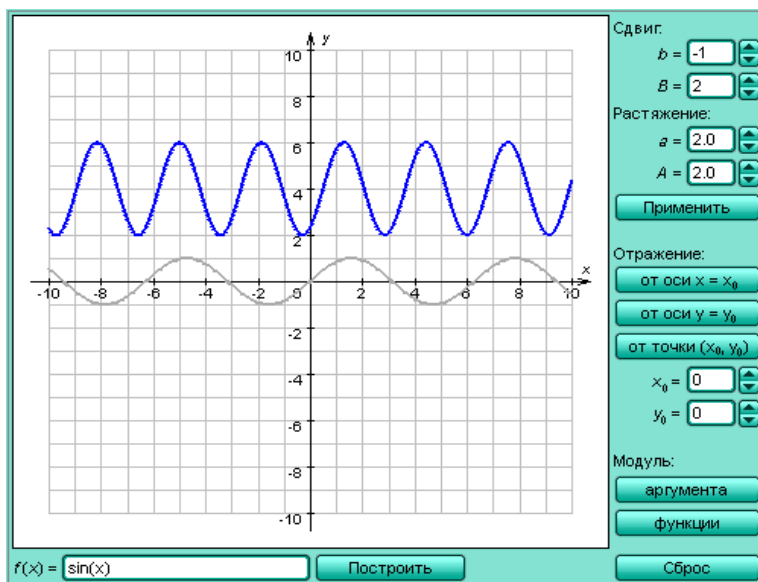 y
10
8
6
4
2
-10 -8 -6 -4 -2 0 2 4 6 8 10 x
-2
-4
-6
-8
-10
Сдвиг:
b = -1
B = 2
Растяжение:
a = 2.0
A = 2.0
Применить
Отражение:
от оси x = x₀
от оси y = y₀
от точки (x₀, y₀)
x₀ = 0
y₀ = 0
Модуль:
аргумента
функции
f(x) = sin(x) Построить Сброс